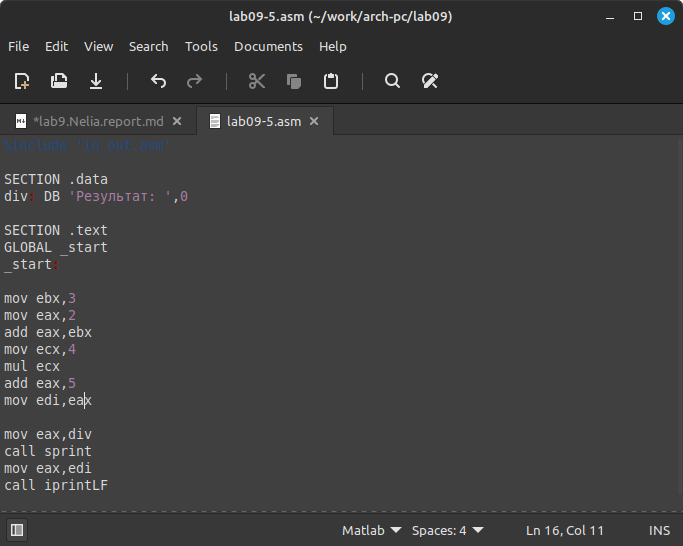 lab09-5.asm (~/work/arch-pc/lab09)
File Edit View Search Tools Documents Help
*lab9.Nelia.report.md lab09-5.asm
%include 'in_out.asm'
SECTION .data
div: DB 'Результат: ',0
SECTION .text
GLOBAL _start
_start:
mov ebx,3
mov eax,2
add eax,ebx
mov ecx,4
mul ecx
add eax,5
mov edi,eax
mov eax,div
call sprint
mov eax,edi
call iprintLF
Matlab Spaces: 4 Ln 16, Col 11 INS